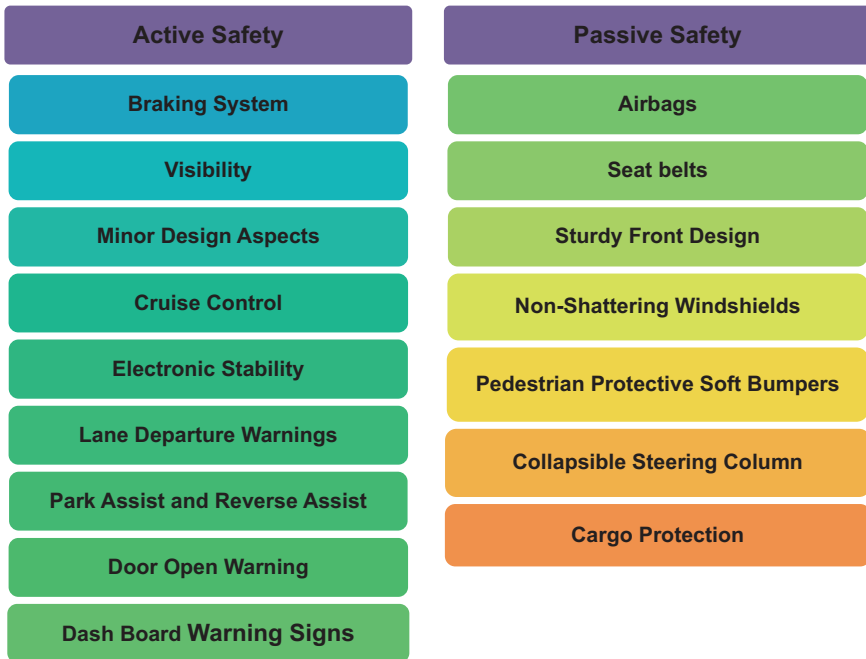 Active Safety
Braking System
Visibility
Minor Design Aspects
Cruise Control
Electronic Stability
Lane Departure Warnings
Park Assist and Reverse Assist
Door Open Warning
Dash Board Warning Signs
Passive Safety
Airbags
Seat belts
Sturdy Front Design
Non-Shattering Windshields
Pedestrian Protective Soft Bumpers
Collapsible Steering Column
Cargo Protection